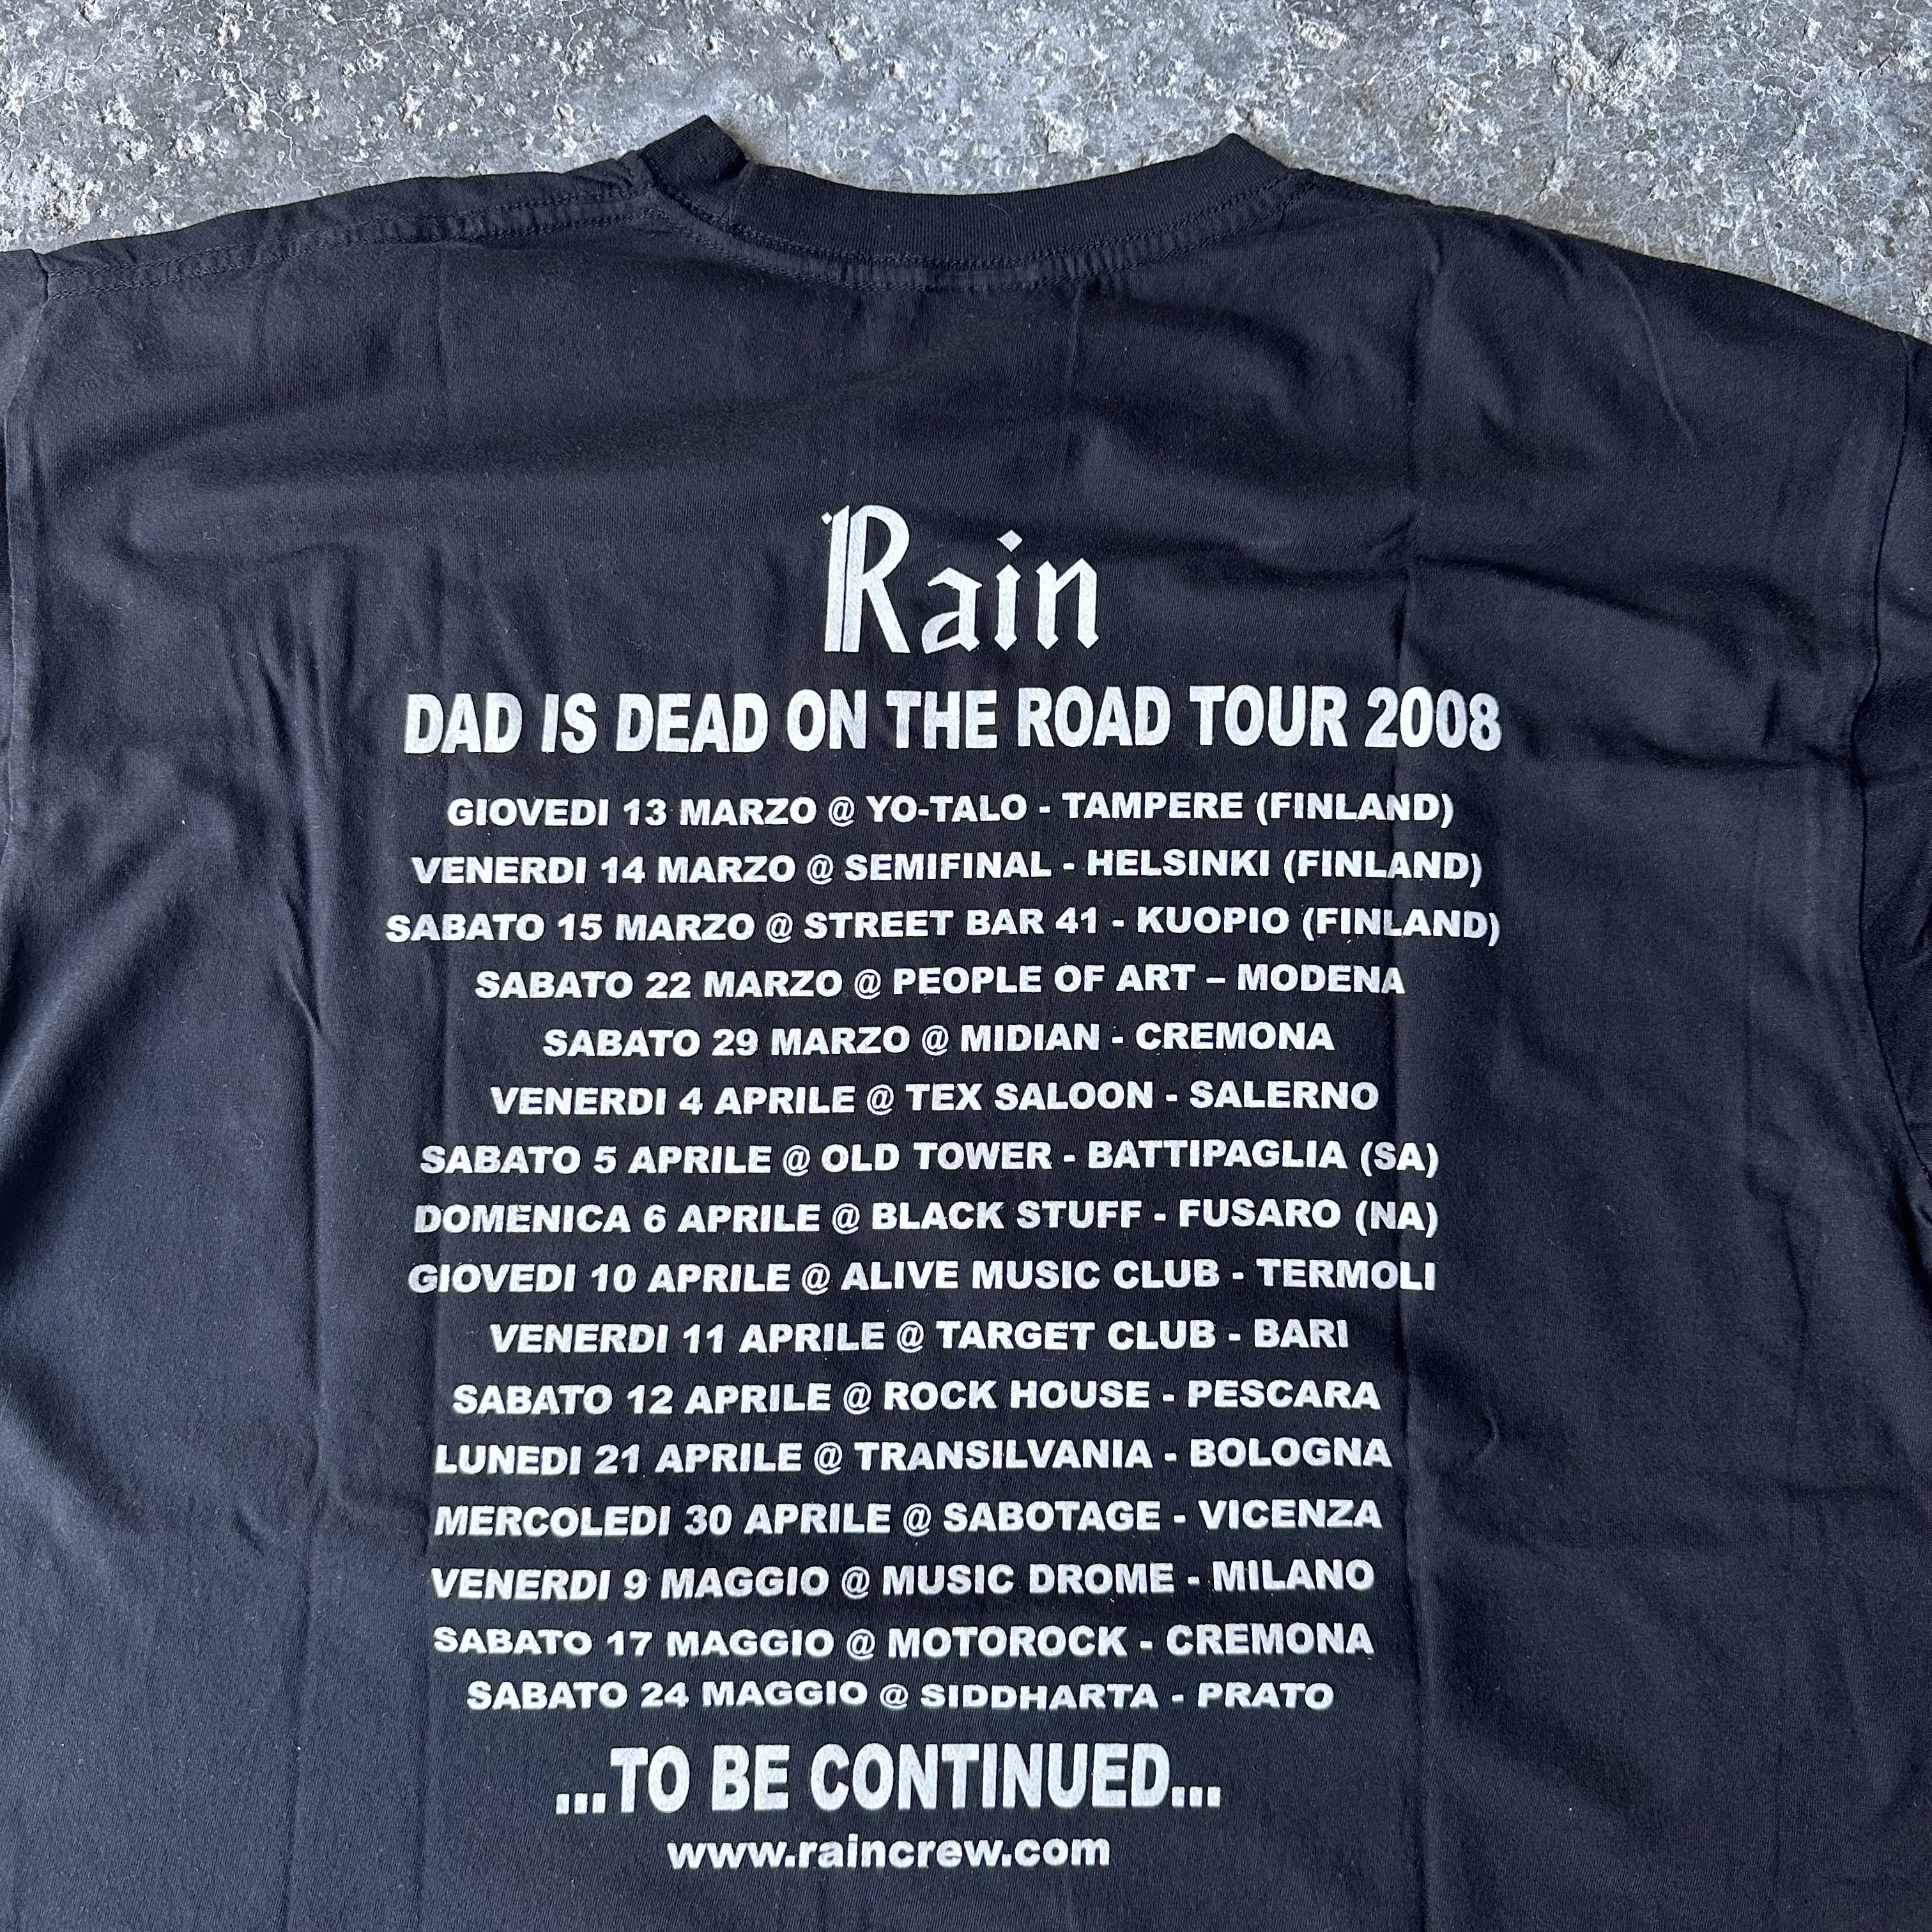 Rain
DAD IS DEAD ON THE ROAD TOUR 2008
GIOVEDI 13 MARZO @ YO-TALO - TAMPERE (FINLAND)
VENERDI 14 MARZO @ SEMIFINAL - HELSINKI (FINLAND)
SABATO 15 MARZO @ STREET BAR 41 - KUOPIO (FINLAND)
SABATO 22 MARZO @ PEOPLE OF ART – MODENA
SABATO 29 MARZO @ MIDIAN - CREMONA
VENERDI 4 APRILE @ TEX SALOON - SALERNO
SABATO 5 APRILE @ OLD TOWER - BATTIPAGLIA (SA)
DOMENICA 6 APRILE @ BLACK STUFF - FUSARO (NA)
GIOVEDI 10 APRILE @ ALIVE MUSIC CLUB - TERMOLI
VENERDI 11 APRILE @ TARGET CLUB - BARI
SABATO 12 APRILE @ ROCK HOUSE - PESCARA
LUNEDI 21 APRILE @ TRANSILVANIA - BOLOGNA
MERCOLEDI 30 APRILE @ SABOTAGE - VICENZA
VENERDI 9 MAGGIO @ MUSIC DROME - MILANO
SABATO 17 MAGGIO @ MOTOROCK - CREMONA
SABATO 24 MAGGIO @ SIDDHARTA - PRATO
...TO BE CONTINUED...
www.raincrew.com